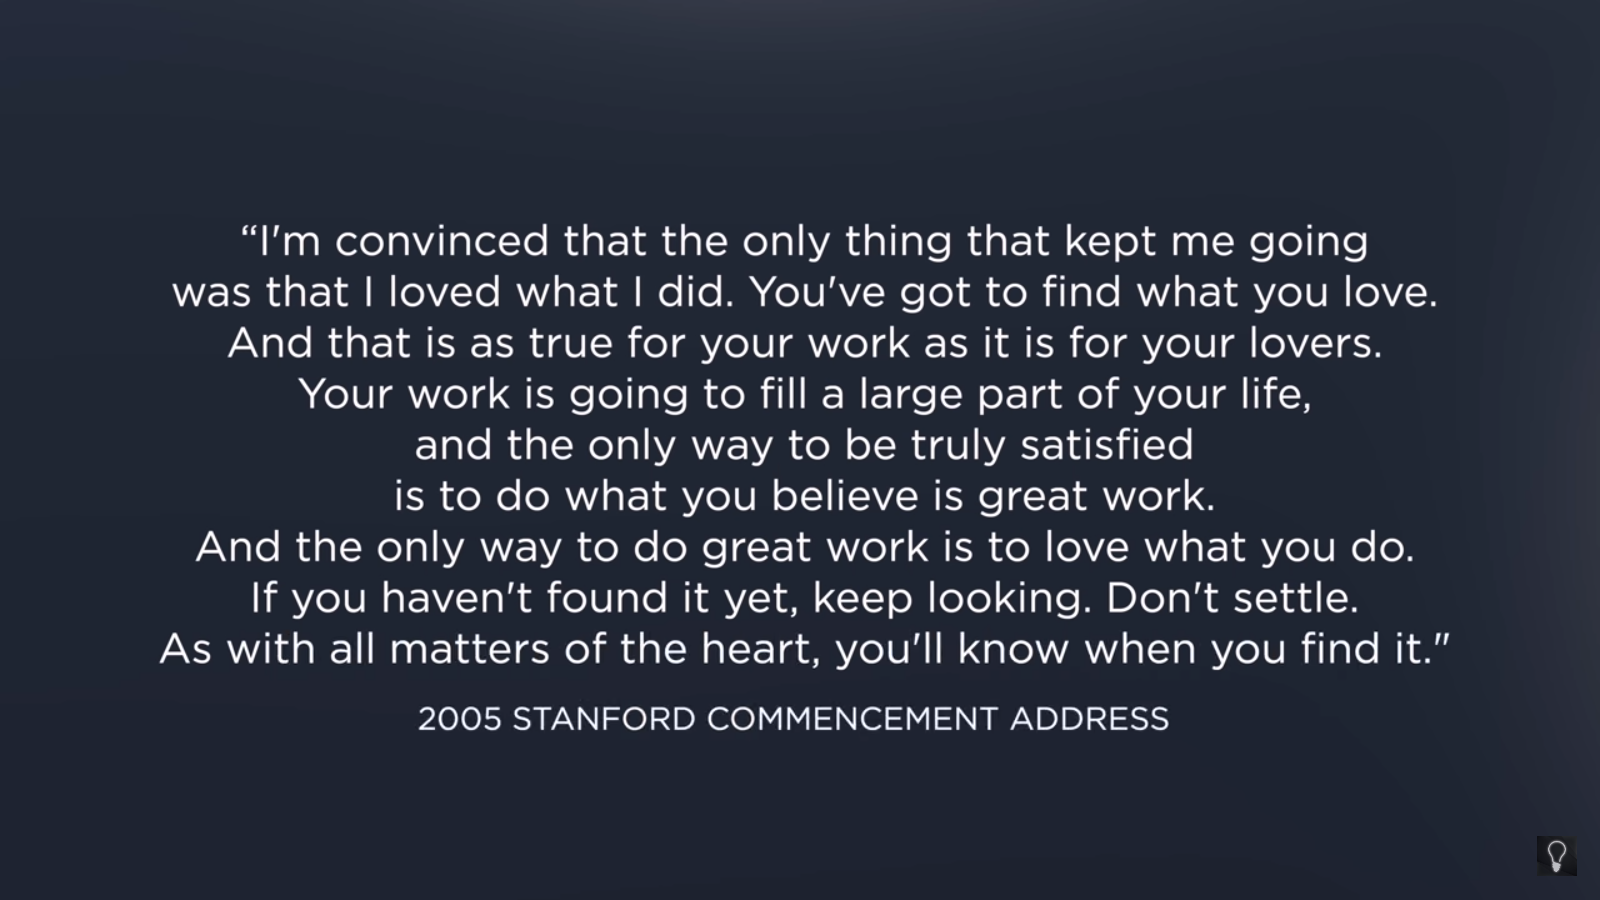 “I'm convinced that the only thing that kept me going
was that I loved what I did. You've got to find what you love.
And that is as true for your work as it is for your lovers.
Your work is going to fill a large part of your life,
and the only way to be truly satisfied
is to do what you believe is great work.
And the only way to do great work is to love what you do.
If you haven't found it yet, keep looking. Don't settle.
As with all matters of the heart, you'll know when you find it."
2005 STANFORD COMMENCEMENT ADDRESS